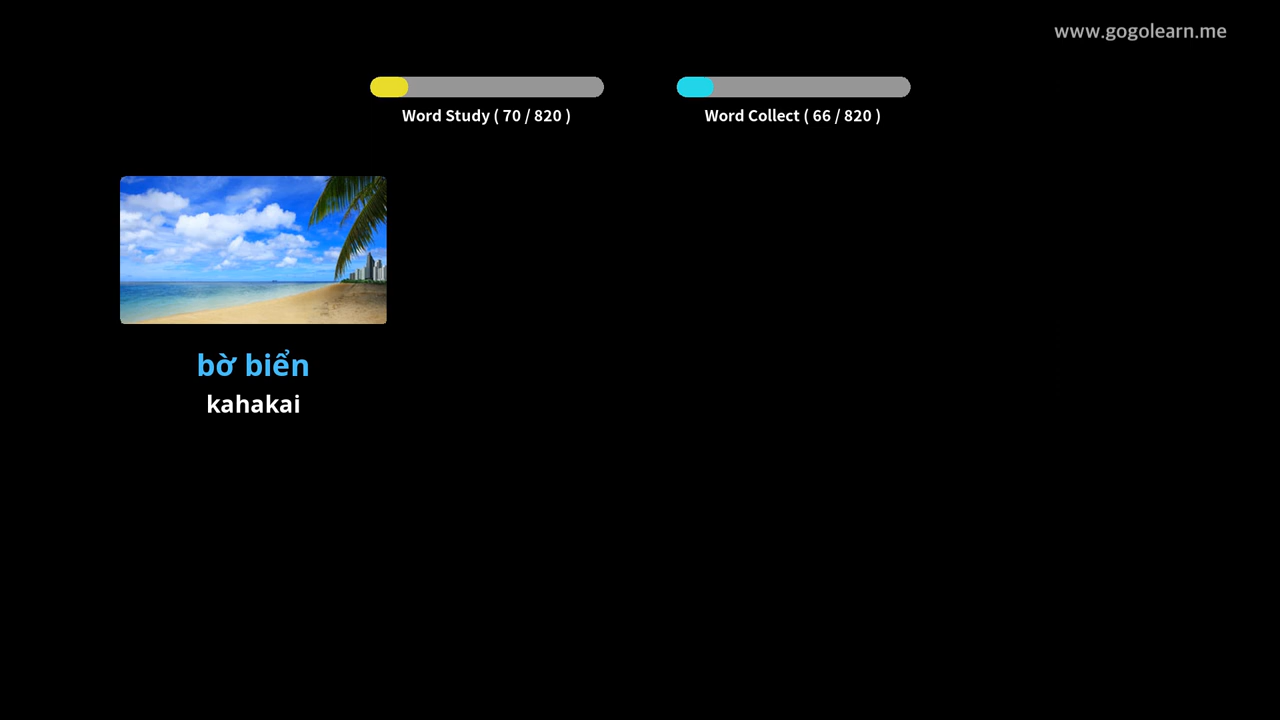 www.gogolearn.me
Word Study ( 70 / 820 )
Word Collect ( 66 / 820 )
bờ biển
kahakai